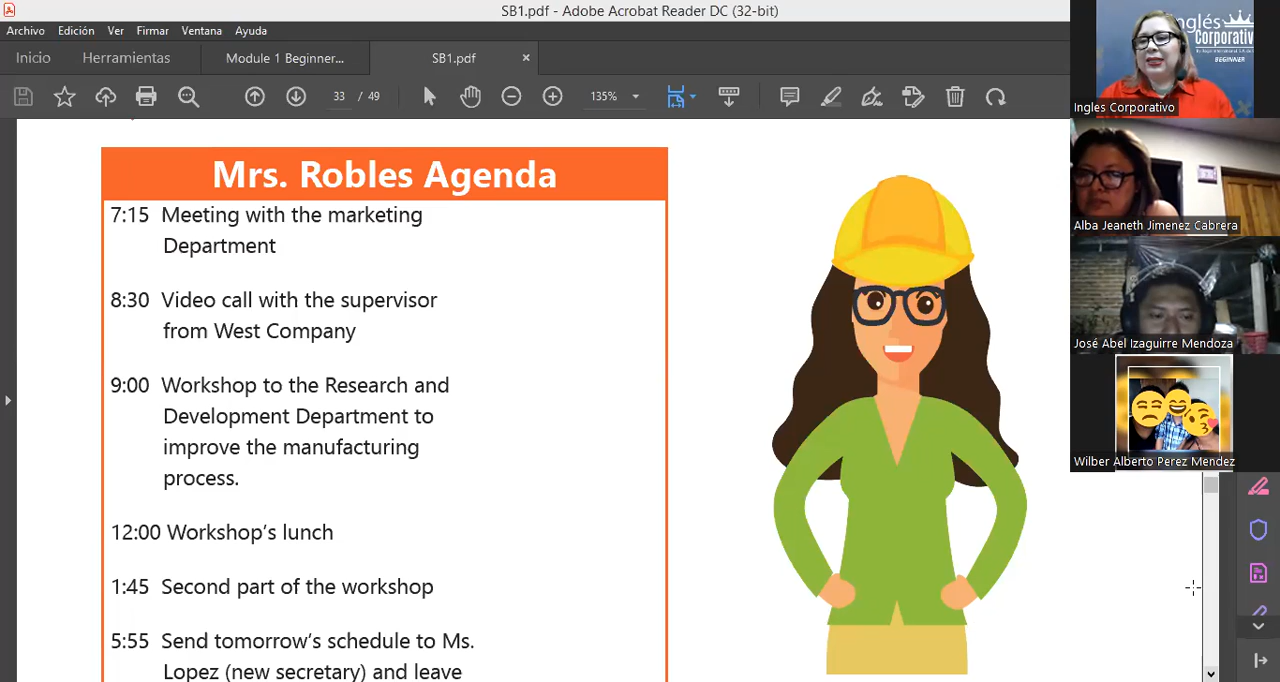 SB1.pdf - Adobe Acrobat Reader DC (32-bit)
Archivo Edición Ver Firmar Ventana Ayuda
Inicio Herramientas Module 1 Beginner... SB1.pdf ×
33 / 49 135%
Mrs. Robles Agenda
7:15 Meeting with the marketing
Department
8:30 Video call with the supervisor
from West Company
9:00 Workshop to the Research and
Development Department to
improve the manufacturing
process.
12:00 Workshop's lunch
1:45 Second part of the workshop
5:55 Send tomorrow's schedule to Ms.
Lopez (new secretary) and leave
Inglés
Corporativo
BEGINNER
Ingles Corporativo
Alba Jeaneth Jimenez Cabrera
José Abel Izaguirre Mendoza
Wilber Alberto Perez Mendez